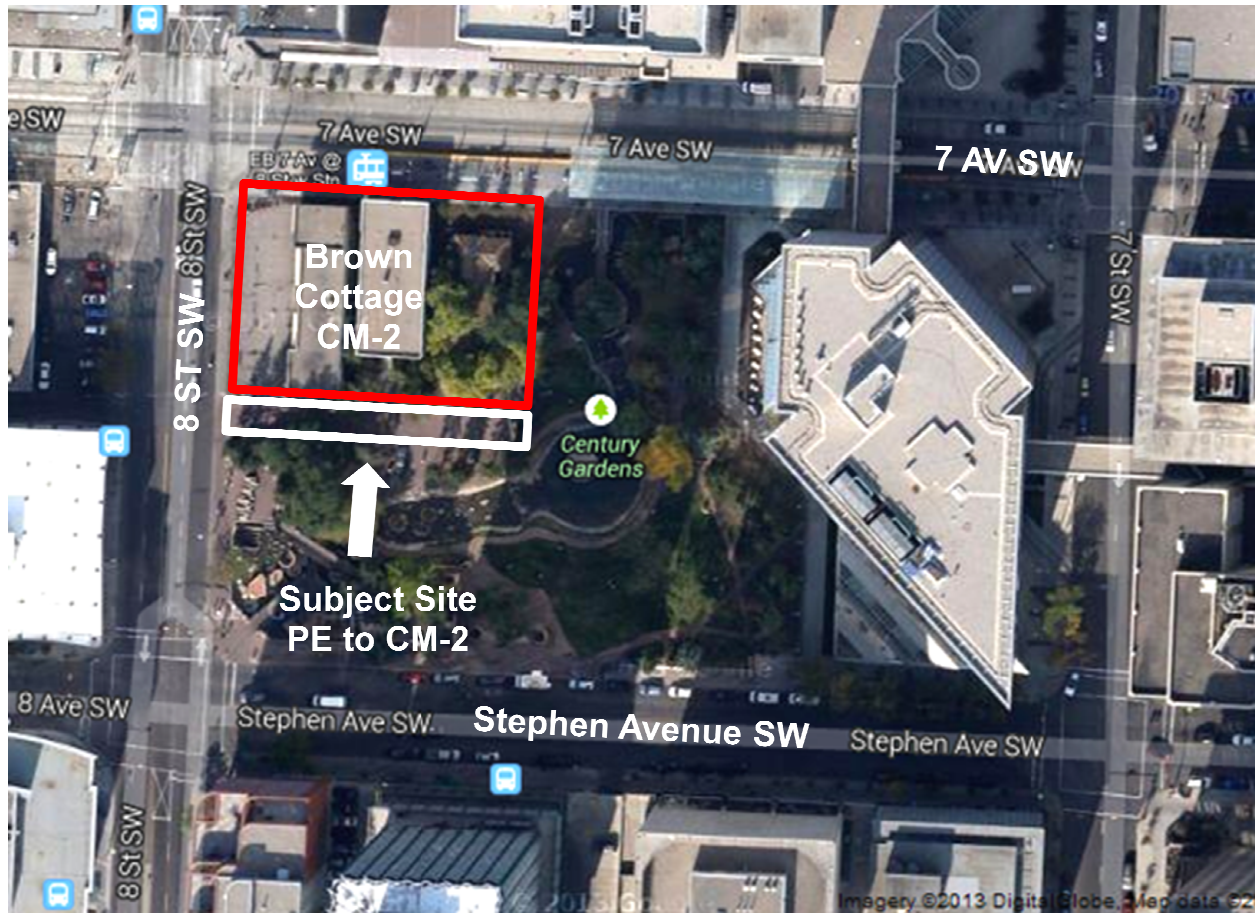 e SW
7 Ave SW
7 Ave SW
7 AV SW
EB 7 Av @
8 St SW
8 ST SW
Brown
Cottage
CM-2
7 St SW
Century
Gardens
Subject Site
PE to CM-2
8 Ave SW
Stephen Ave SW
Stephen Avenue SW
Stephen Ave SW
8 St SW
Imagery ©2013 DigitalGlobe, Map data ©2